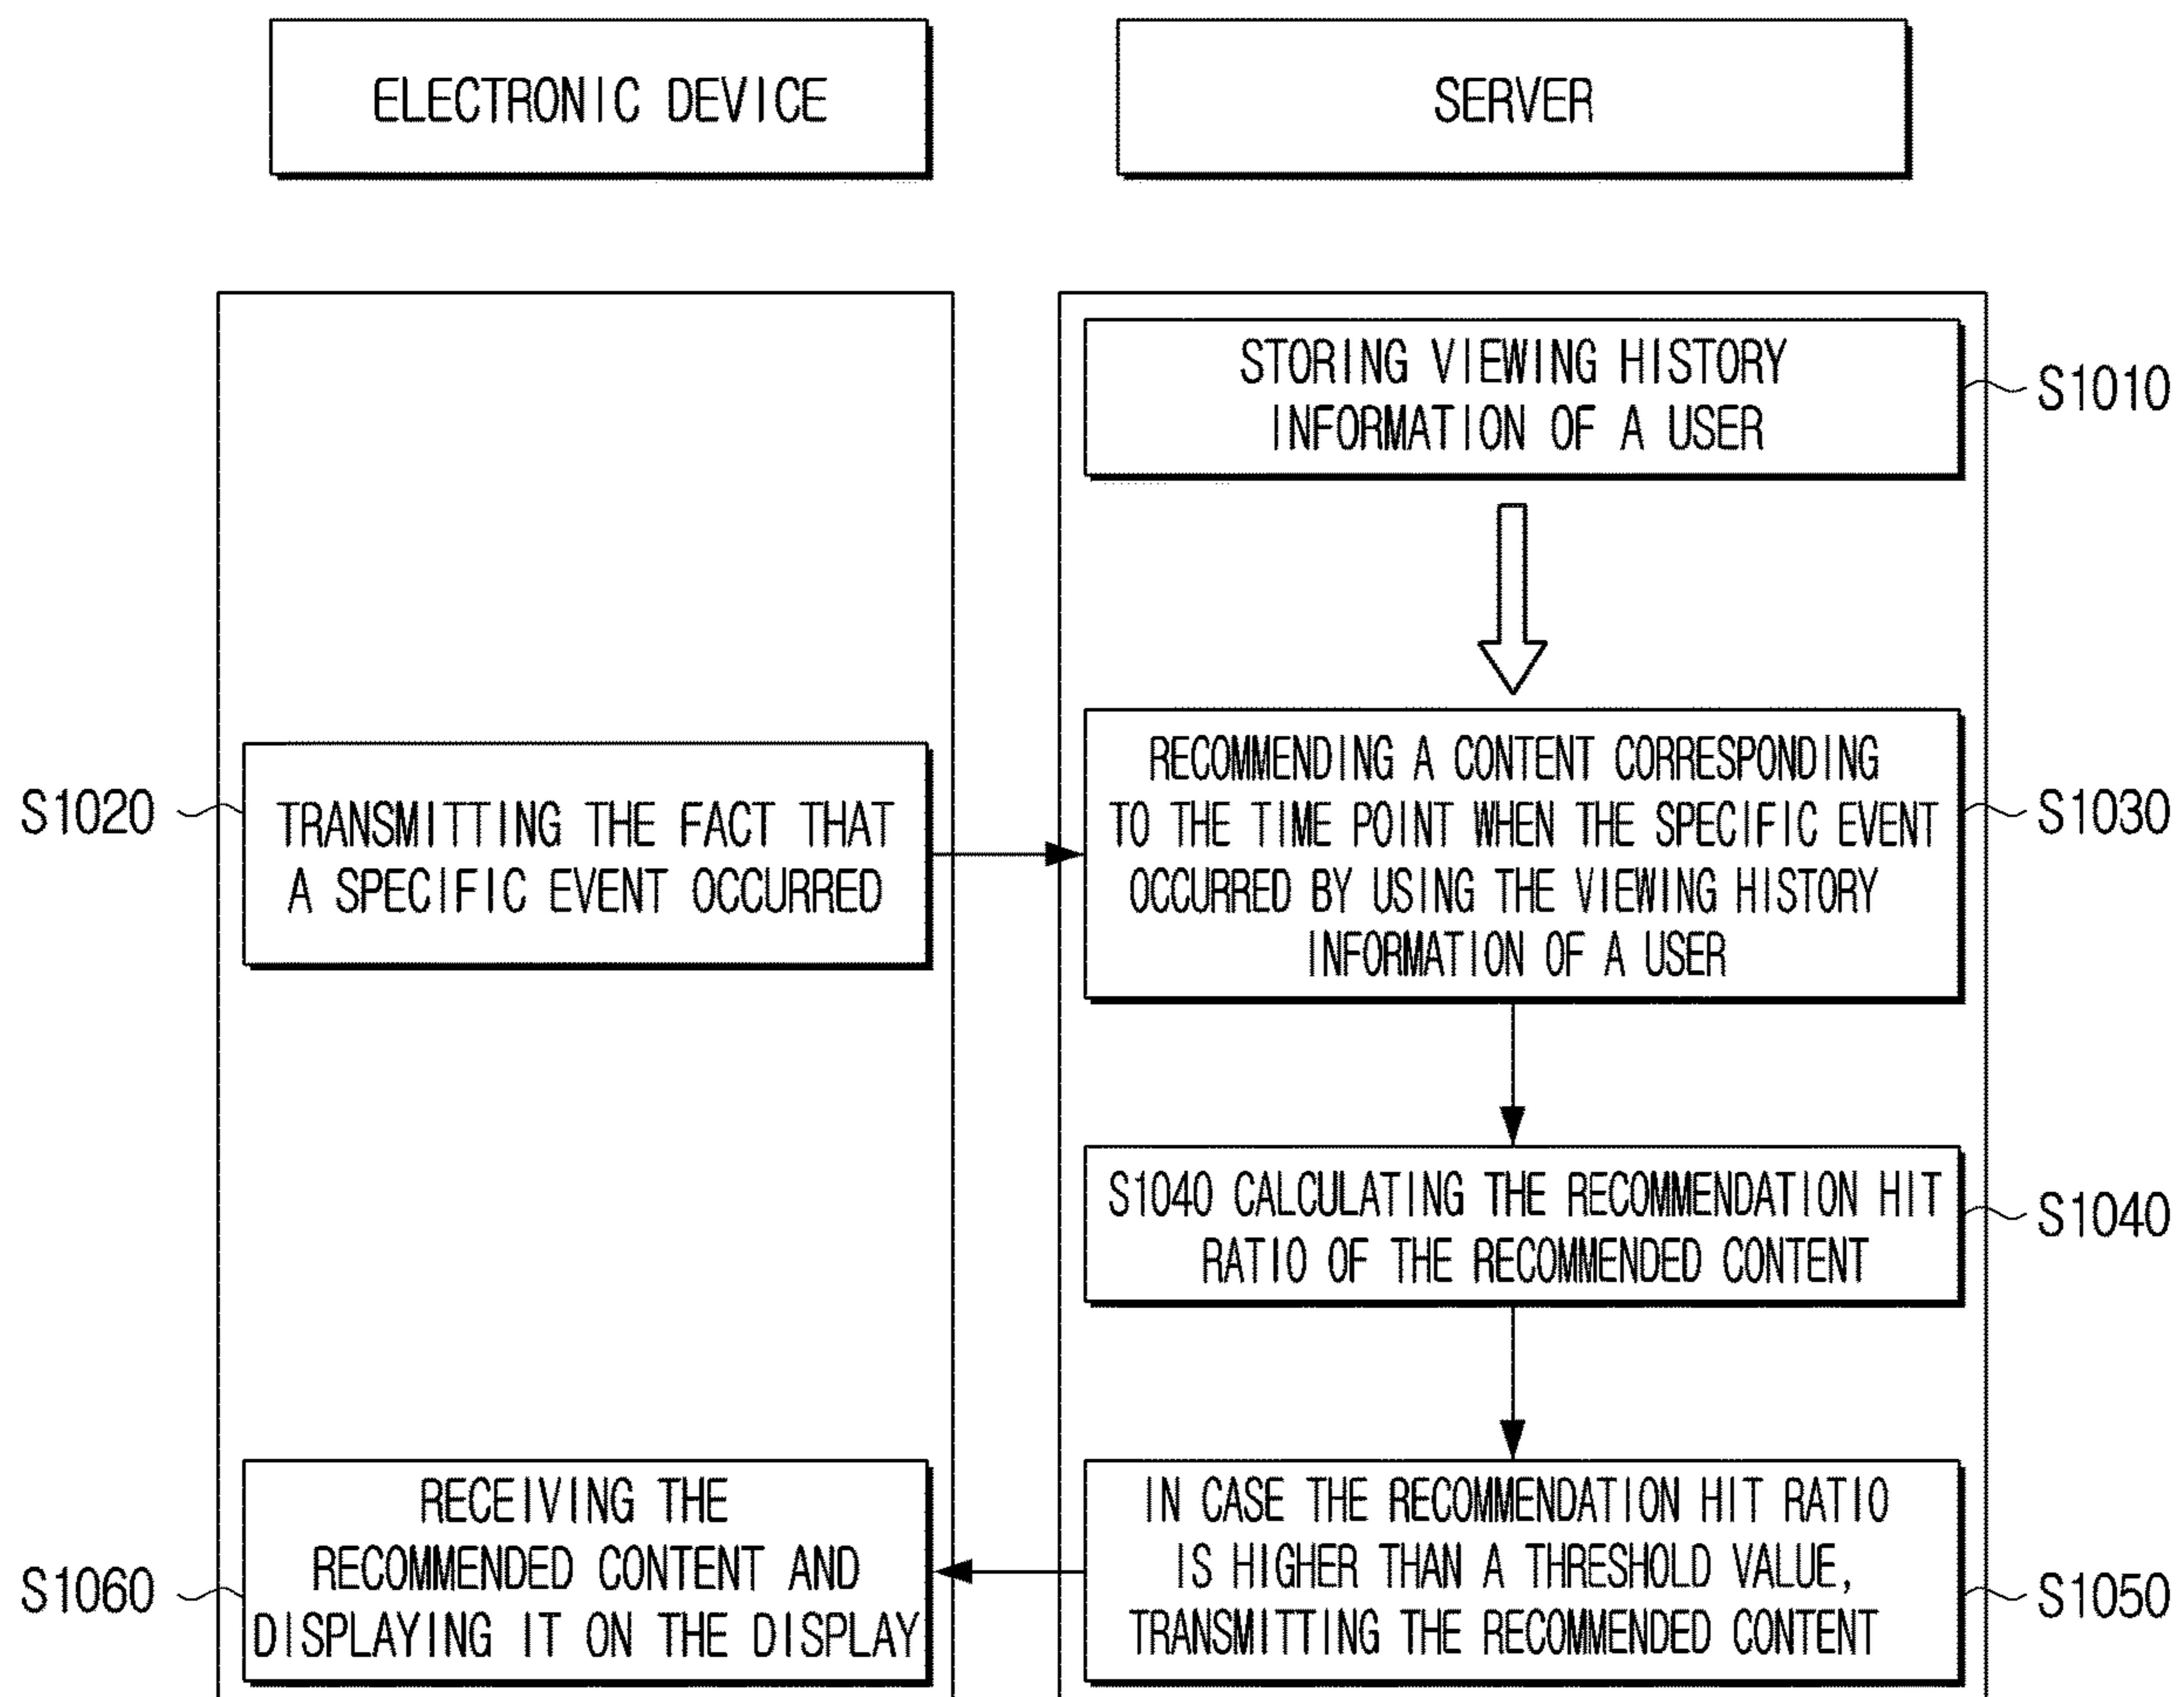 ELECTRONIC DEVICE
SERVER
STORING VIEWING HISTORY
INFORMATION OF A USER
S1010
S1020
TRANSMITTING THE FACT THAT
A SPECIFIC EVENT OCCURRED
RECOMMENDING A CONTENT CORRESPONDING
TO THE TIME POINT WHEN THE SPECIFIC EVENT
OCCURRED BY USING THE VIEWING HISTORY
INFORMATION OF A USER
S1030
S1040 CALCULATING THE RECOMMENDATION HIT
RATIO OF THE RECOMMENDED CONTENT
S1040
S1060
RECEIVING THE
RECOMMENDED CONTENT AND
DISPLAYING IT ON THE DISPLAY
IN CASE THE RECOMMENDATION HIT RATIO
IS HIGHER THAN A THRESHOLD VALUE,
TRANSMITTING THE RECOMMENDED CONTENT
S1050